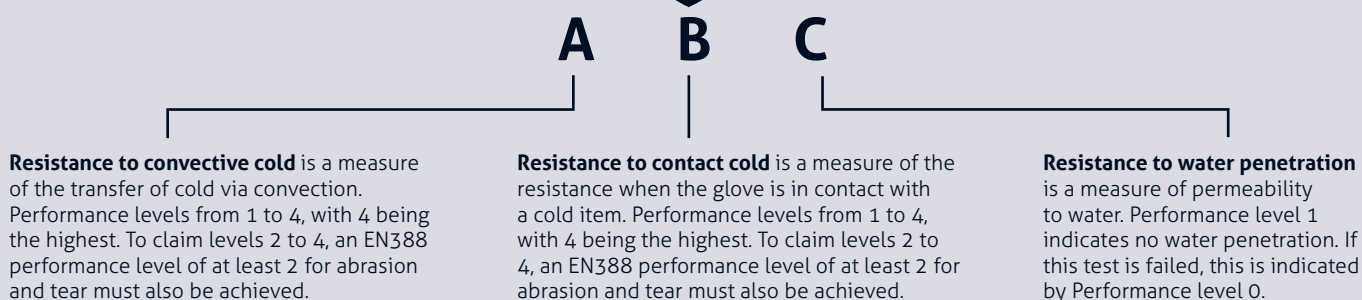 A B C
Resistance to convective cold is a measure
of the transfer of cold via convection.
Performance levels from 1 to 4, with 4 being
the highest. To claim levels 2 to 4, an EN388
performance level of at least 2 for abrasion
and tear must also be achieved.
Resistance to contact cold is a measure of the
resistance when the glove is in contact with
a cold item. Performance levels from 1 to 4,
with 4 being the highest. To claim levels 2 to
4, an EN388 performance level of at least 2 for
abrasion and tear must also be achieved.
Resistance to water penetration
is a measure of permeability
to water. Performance level 1
indicates no water penetration. If
this test is failed, this is indicated
by Performance level 0.